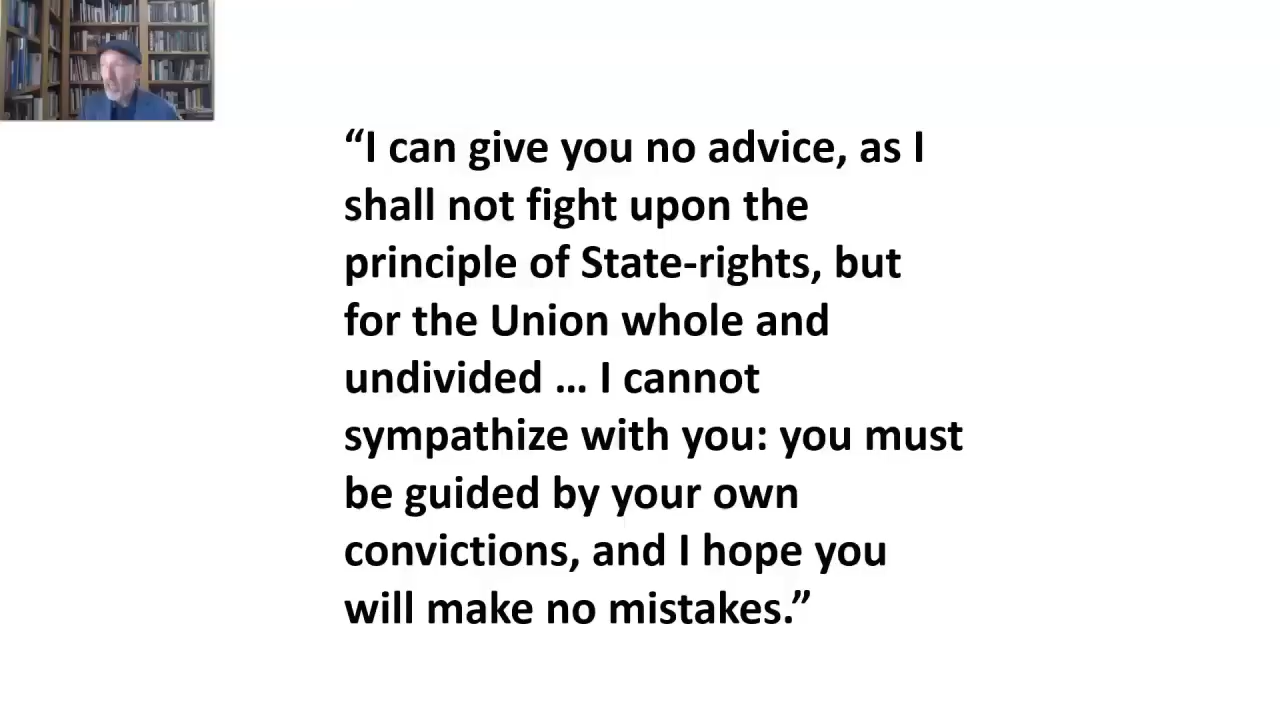 “I can give you no advice, as I
shall not fight upon the
principle of State-rights, but
for the Union whole and
undivided … I cannot
sympathize with you: you must
be guided by your own
convictions, and I hope you
will make no mistakes.”